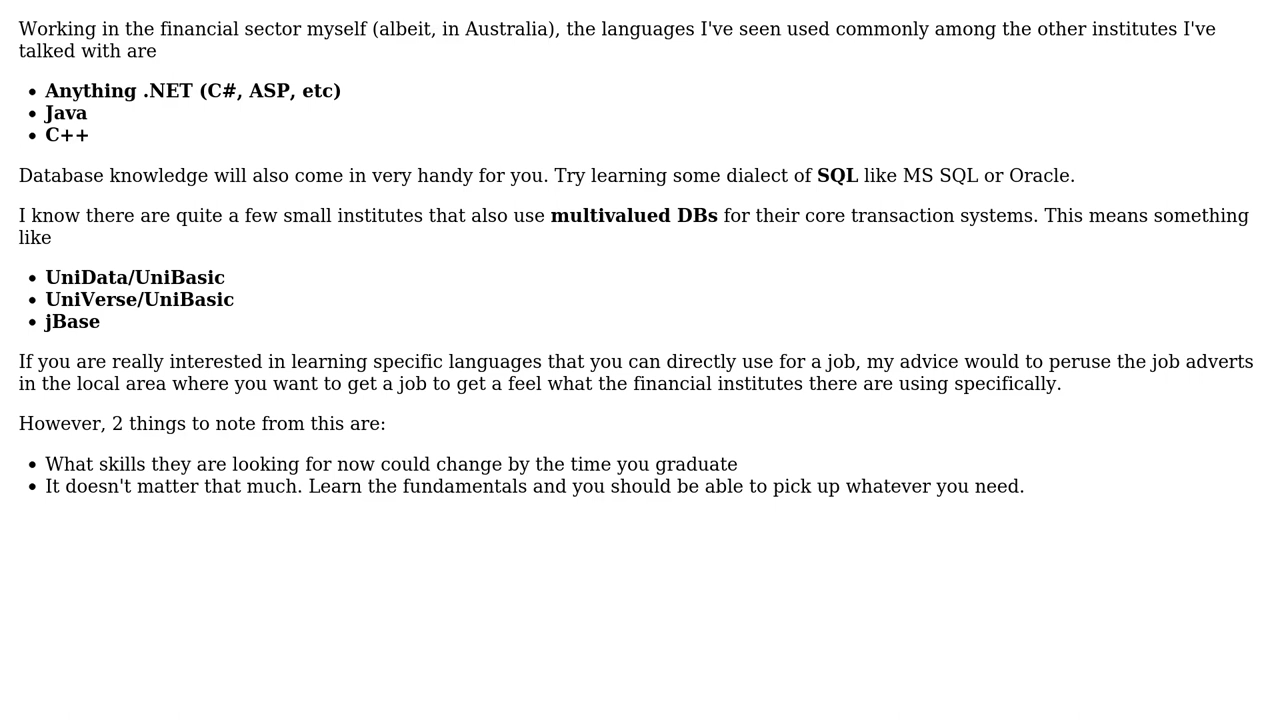 Working in the financial sector myself (albeit, in Australia), the languages I've seen used commonly among the other institutes I've
talked with are
• Anything .NET (C#, ASP, etc)
• Java
• C++
Database knowledge will also come in very handy for you. Try learning some dialect of SQL like MS SQL or Oracle.
I know there are quite a few small institutes that also use multivalued DBs for their core transaction systems. This means something
like
• UniData/UniBasic
• UniVerse/UniBasic
• jBase
If you are really interested in learning specific languages that you can directly use for a job, my advice would to peruse the job adverts
in the local area where you want to get a job to get a feel what the financial institutes there are using specifically.
However, 2 things to note from this are:
• What skills they are looking for now could change by the time you graduate
• It doesn't matter that much. Learn the fundamentals and you should be able to pick up whatever you need.